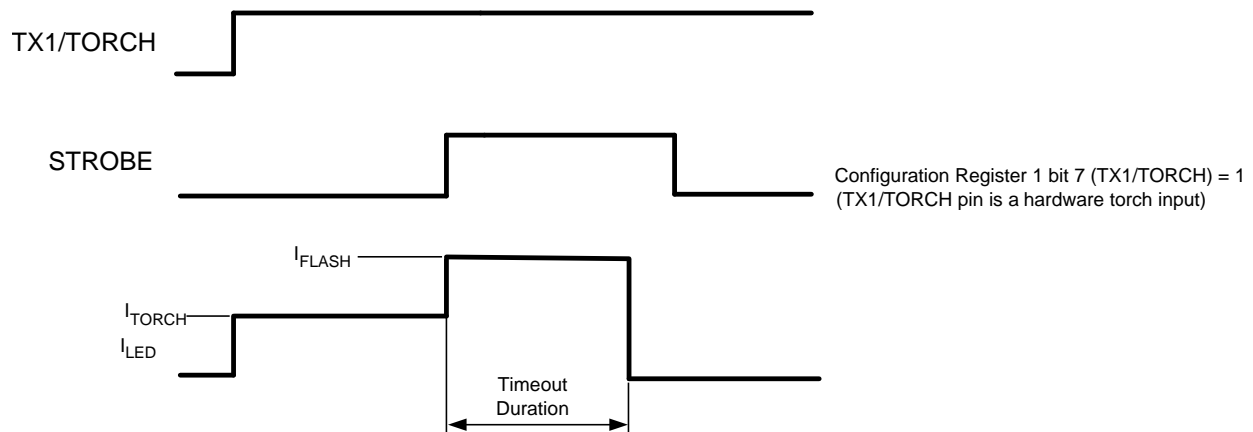 TX1/TORCH
STROBE
Configuration Register 1 bit 7 (TX1/TORCH) = 1
(TX1/TORCH pin is a hardware torch input)
IFLASH
ITORCH
ILED
Timeout
Duration